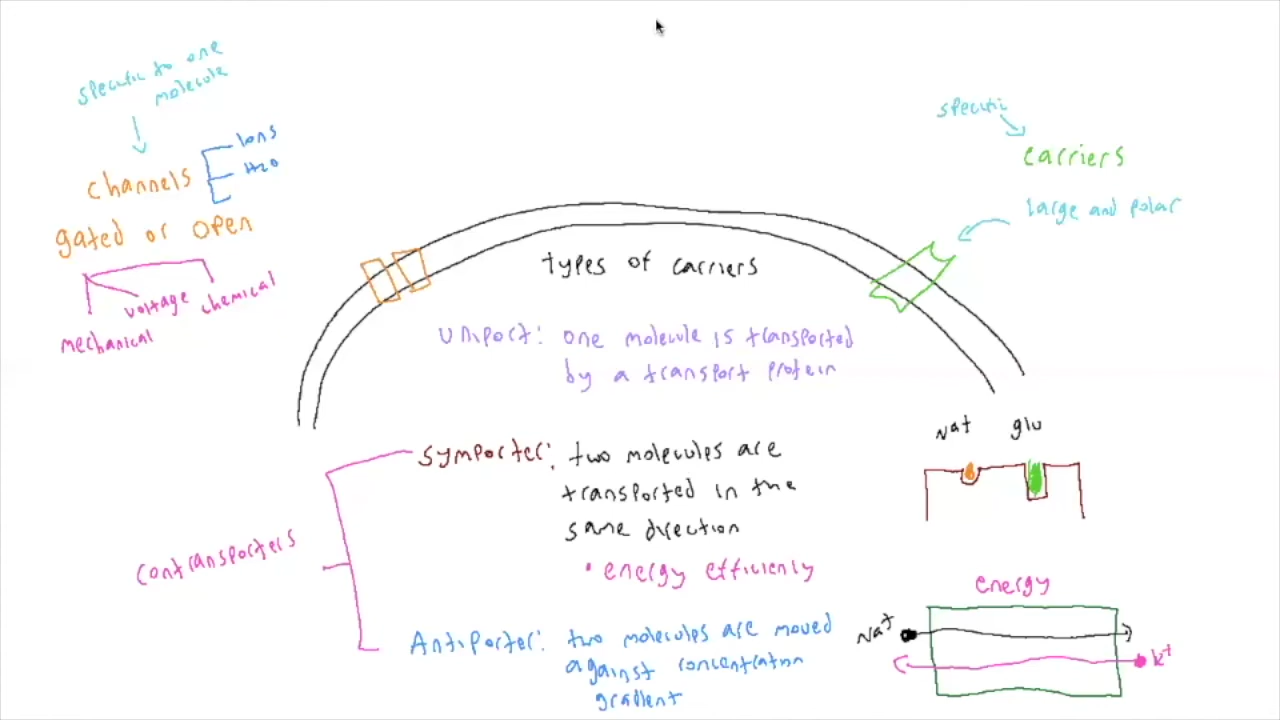 specific to one
molecule
channels
Ions
H2O
gated or open
mechanical
voltage
chemical
specific
carriers
large and polar
types of carriers
Uniport: one molecule is transported
by a transport protein
contransporters
symporter: two molecules are
transported in the
same direction
• energy efficiency
Antiporter: two molecules are moved
against concentration
gradient
Na+ glu
energy
Na+
K+